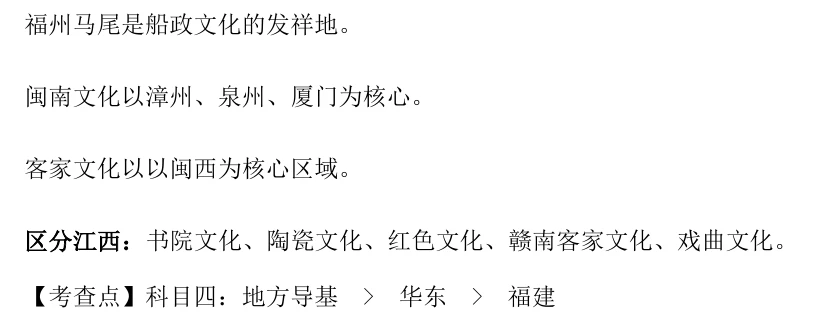 福州马尾是船政文化的发祥地。
闽南文化以漳州、泉州、厦门为核心。
客家文化以以闽西为核心区域。
区分江西：书院文化、陶瓷文化、红色文化、赣南客家文化、戏曲文化。
【考查点】科目四：地方导基 > 华东 > 福建